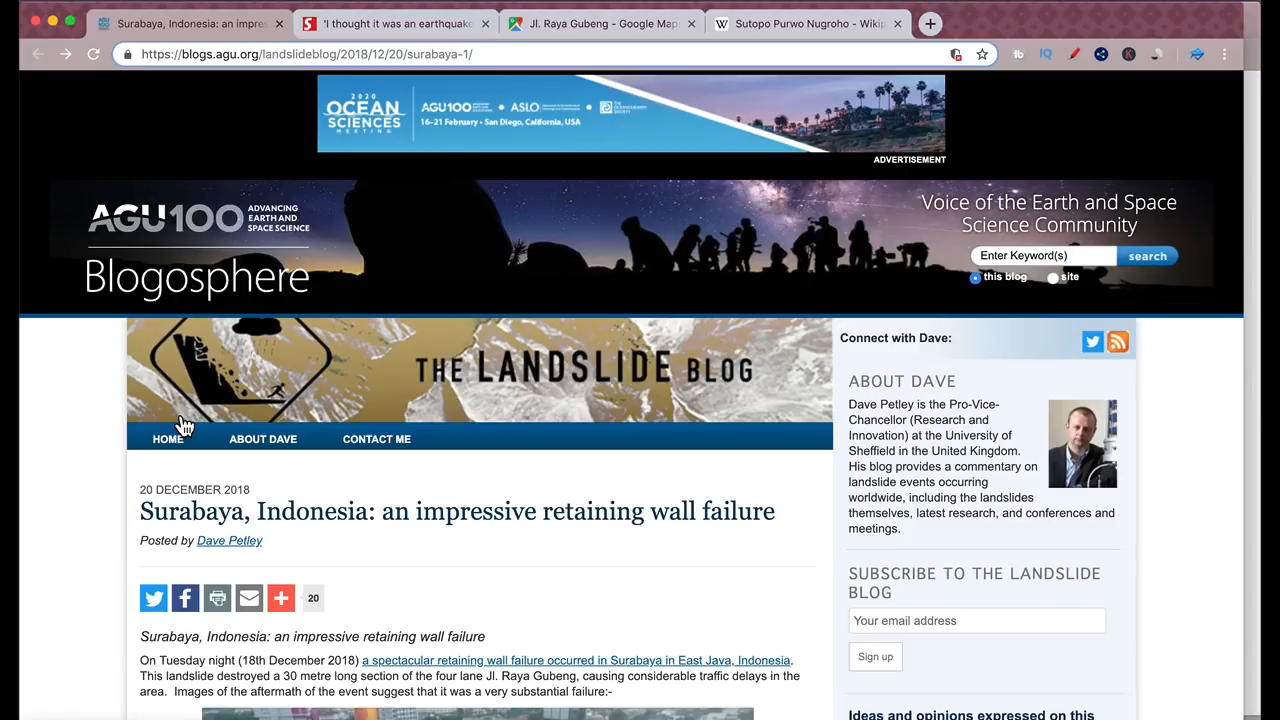 Surabaya, Indonesia: an impres
'I thought it was an earthquake
Jl. Raya Gubeng - Google Map
Sutopo Purwo Nugroho - Wiki
https://blogs.agu.org/landslideblog/2018/12/20/surabaya-1/
2020
OCEAN
SCIENCES
MEETING
AGU100 • ASLO •
16–21 February • San Diego, California, USA
ADVERTISEMENT
AGU100 ADVANCING
EARTH AND
SPACE SCIENCE
Blogosphere
Voice of the Earth and Space
Science Community
Enter Keyword(s) search
this blog site
THE LANDSLIDE BLOG
HOME ABOUT DAVE CONTACT ME
20 DECEMBER 2018
Surabaya, Indonesia: an impressive retaining wall failure
Posted by Dave Petley
20
Surabaya, Indonesia: an impressive retaining wall failure
On Tuesday night (18th December 2018) a spectacular retaining wall failure occurred in Surabaya in East Java, Indonesia.
This landslide destroyed a 30 metre long section of the four lane Jl. Raya Gubeng, causing considerable traffic delays in the
area. Images of the aftermath of the event suggest that it was a very substantial failure:-
Connect with Dave:
ABOUT DAVE
Dave Petley is the Pro-Vice-
Chancellor (Research and
Innovation) at the University of
Sheffield in the United Kingdom.
His blog provides a commentary on
landslide events occurring
worldwide, including the landslides
themselves, latest research, and conferences and
meetings.
SUBSCRIBE TO THE LANDSLIDE
BLOG
Your email address
Sign up
Ideas and opinions expressed on this